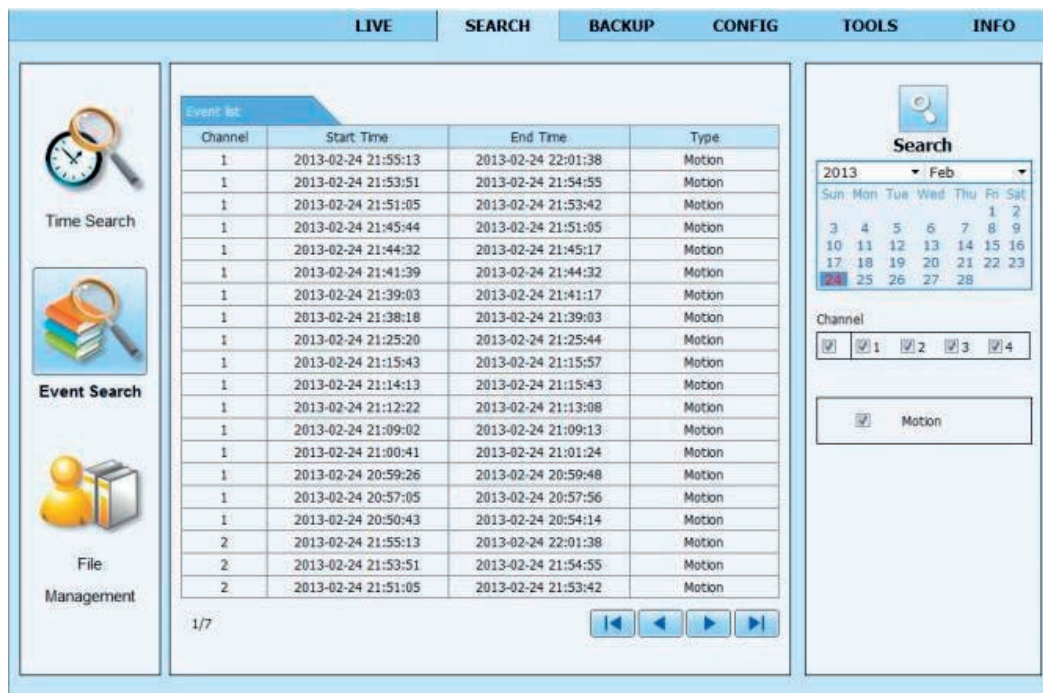 LIVE SEARCH BACKUP CONFIG TOOLS INFO
Time Search
Event Search
File
Management
Event list
Channel Start Time End Time Type
1 2013-02-24 21:55:13 2013-02-24 22:01:38 Motion
1 2013-02-24 21:53:51 2013-02-24 21:54:55 Motion
1 2013-02-24 21:51:05 2013-02-24 21:53:42 Motion
1 2013-02-24 21:45:44 2013-02-24 21:51:05 Motion
1 2013-02-24 21:44:32 2013-02-24 21:45:17 Motion
1 2013-02-24 21:41:39 2013-02-24 21:44:32 Motion
1 2013-02-24 21:39:03 2013-02-24 21:41:17 Motion
1 2013-02-24 21:38:18 2013-02-24 21:39:03 Motion
1 2013-02-24 21:25:20 2013-02-24 21:25:44 Motion
1 2013-02-24 21:15:43 2013-02-24 21:15:57 Motion
1 2013-02-24 21:14:13 2013-02-24 21:15:43 Motion
1 2013-02-24 21:12:22 2013-02-24 21:13:08 Motion
1 2013-02-24 21:09:02 2013-02-24 21:09:13 Motion
1 2013-02-24 21:00:41 2013-02-24 21:01:24 Motion
1 2013-02-24 20:59:26 2013-02-24 20:59:48 Motion
1 2013-02-24 20:57:05 2013-02-24 20:57:56 Motion
1 2013-02-24 20:50:43 2013-02-24 20:54:14 Motion
2 2013-02-24 21:55:13 2013-02-24 22:01:38 Motion
2 2013-02-24 21:53:51 2013-02-24 21:54:55 Motion
2 2013-02-24 21:51:05 2013-02-24 21:53:42 Motion
1/7
Search
2013 Feb
Sun Mon Tue Wed Thu Fri Sat
1 2
3 4 5 6 7 8 9
10 11 12 13 14 15 16
17 18 19 20 21 22 23
24 25 26 27 28
Channel
1 2 3 4
Motion